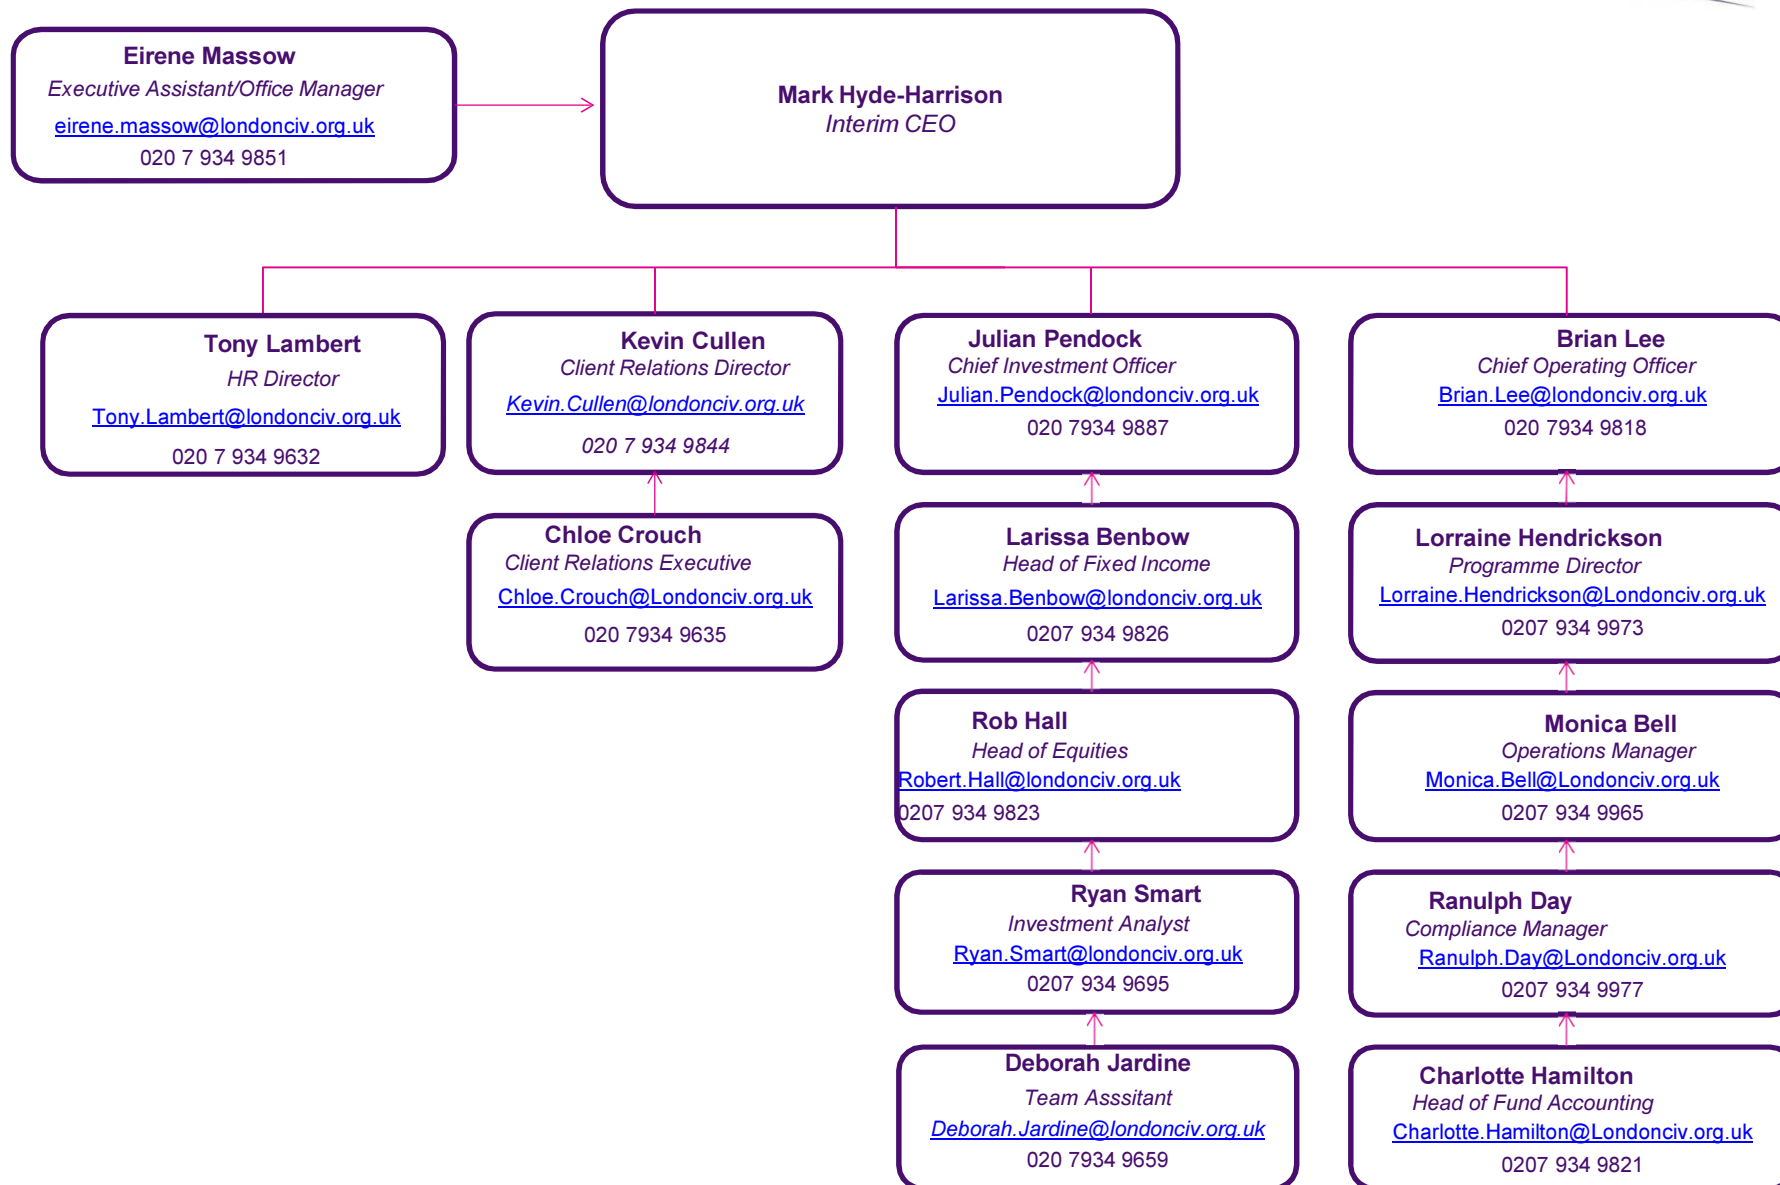 Eirene Massow
Executive Assistant/Office Manager
eirene.massow@londonciv.org.uk
020 7 934 9851
Mark Hyde-Harrison
Interim CEO
Tony Lambert
HR Director
Tony.Lambert@londonciv.org.uk
020 7 934 9632
Kevin Cullen
Client Relations Director
Kevin.Cullen@londonciv.org.uk
020 7 934 9844
Chloe Crouch
Client Relations Executive
Chloe.Crouch@Londonciv.org.uk
020 7934 9635
Julian Pendock
Chief Investment Officer
Julian.Pendock@londonciv.org.uk
020 7934 9887
Larissa Benbow
Head of Fixed Income
Larissa.Benbow@londonciv.org.uk
0207 934 9826
Rob Hall
Head of Equities
Robert.Hall@londonciv.org.uk
0207 934 9823
Ryan Smart
Investment Analyst
Ryan.Smart@londonciv.org.uk
0207 934 9695
Deborah Jardine
Team Asssitant
Deborah.Jardine@londonciv.org.uk
020 7934 9659
Brian Lee
Chief Operating Officer
Brian.Lee@londonciv.org.uk
020 7934 9818
Lorraine Hendrickson
Programme Director
Lorraine.Hendrickson@Londonciv.org.uk
0207 934 9973
Monica Bell
Operations Manager
Monica.Bell@Londonciv.org.uk
0207 934 9965
Ranulph Day
Compliance Manager
Ranulph.Day@Londonciv.org.uk
0207 934 9977
Charlotte Hamilton
Head of Fund Accounting
Charlotte.Hamilton@Londonciv.org.uk
0207 934 9821